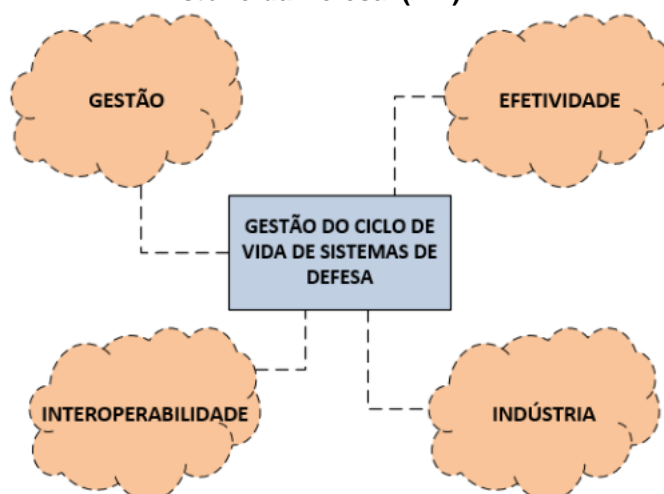 GESTÃO
EFETIVIDADE
GESTÃO DO CICLO DE
VIDA DE SISTEMAS DE
DEFESA
INTEROPERABILIDADE
INDÚSTRIA